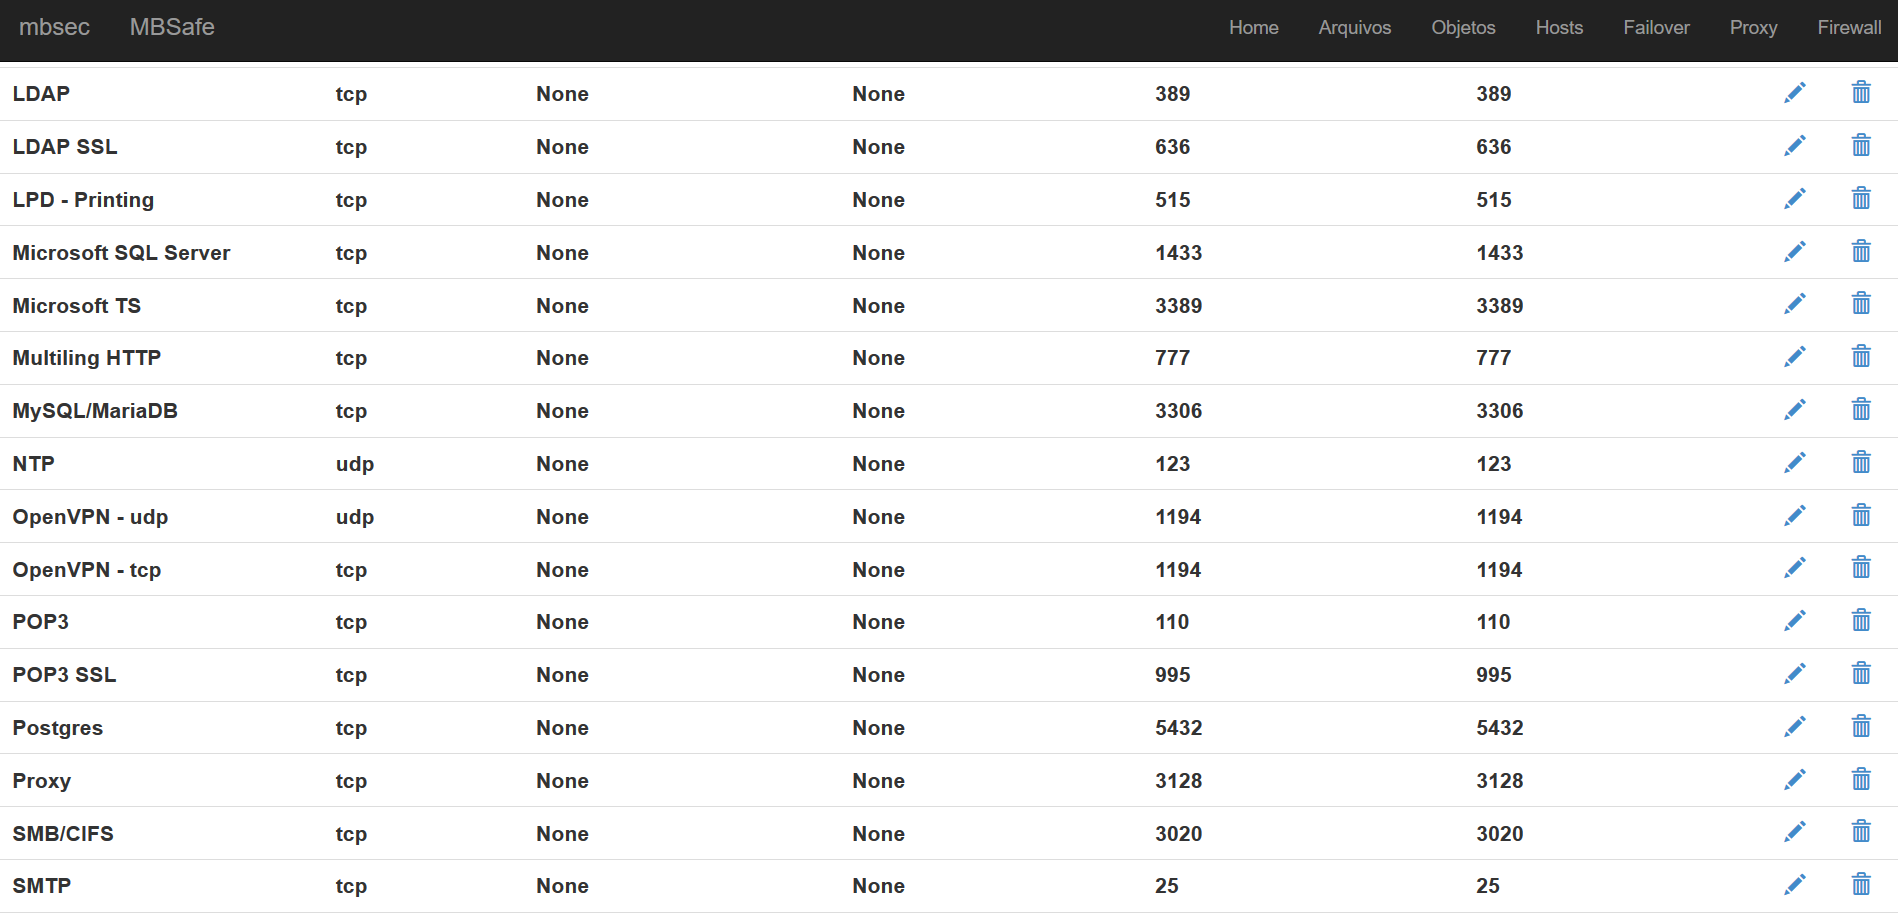 mbsec MBSafe Home Arquivos Objetos Hosts Failover Proxy Firewall
LDAP tcp None None 389 389
LDAP SSL tcp None None 636 636
LPD - Printing tcp None None 515 515
Microsoft SQL Server tcp None None 1433 1433
Microsoft TS tcp None None 3389 3389
Multiling HTTP tcp None None 777 777
MySQL/MariaDB tcp None None 3306 3306
NTP udp None None 123 123
OpenVPN - udp udp None None 1194 1194
OpenVPN - tcp tcp None None 1194 1194
POP3 tcp None None 110 110
POP3 SSL tcp None None 995 995
Postgres tcp None None 5432 5432
Proxy tcp None None 3128 3128
SMB/CIFS tcp None None 3020 3020
SMTP tcp None None 25 25